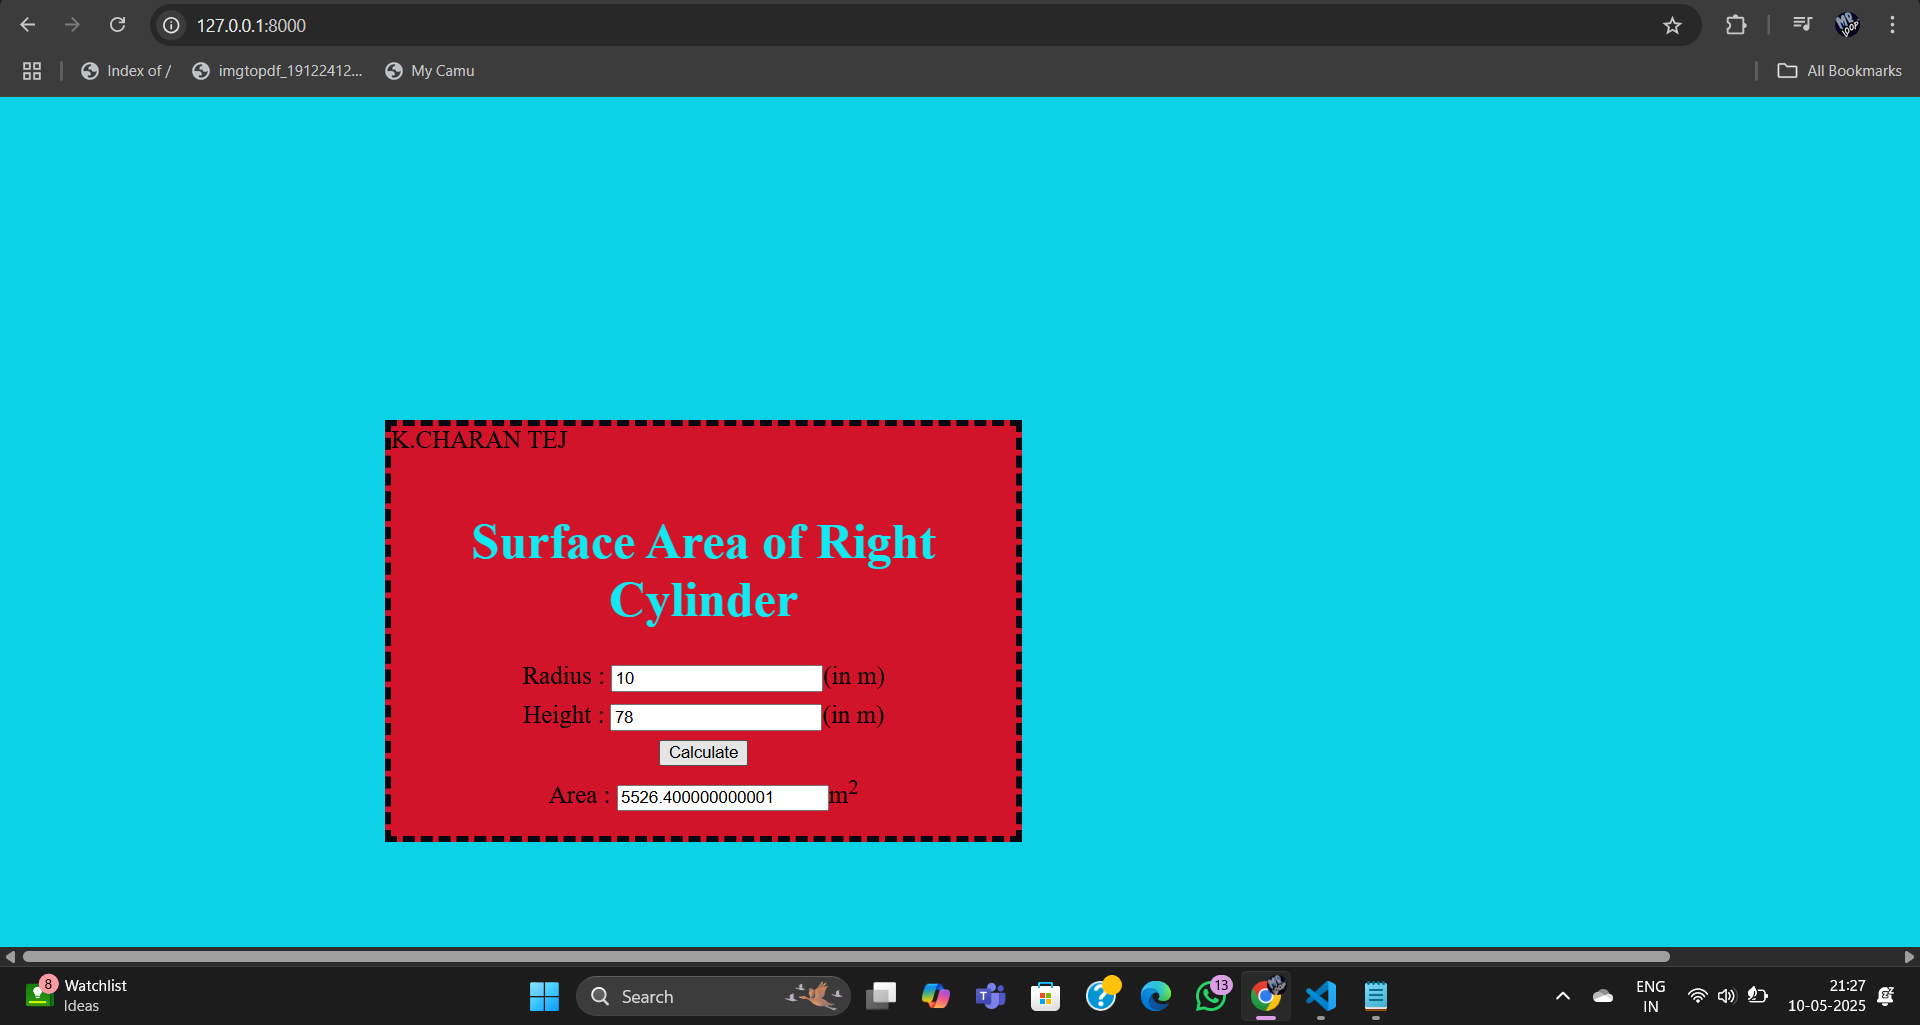 127.0.0.1:8000
Index of /
imgtopdf_19122412...
My Camu
All Bookmarks
K.CHARAN TEJ
Surface Area of Right
Cylinder
Radius : 10 (in m)
Height : 78 (in m)
Calculate
Area : 5526.400000000001 m²
8
Watchlist
Ideas
Search
13
ENG
IN
21:27
10-05-2025